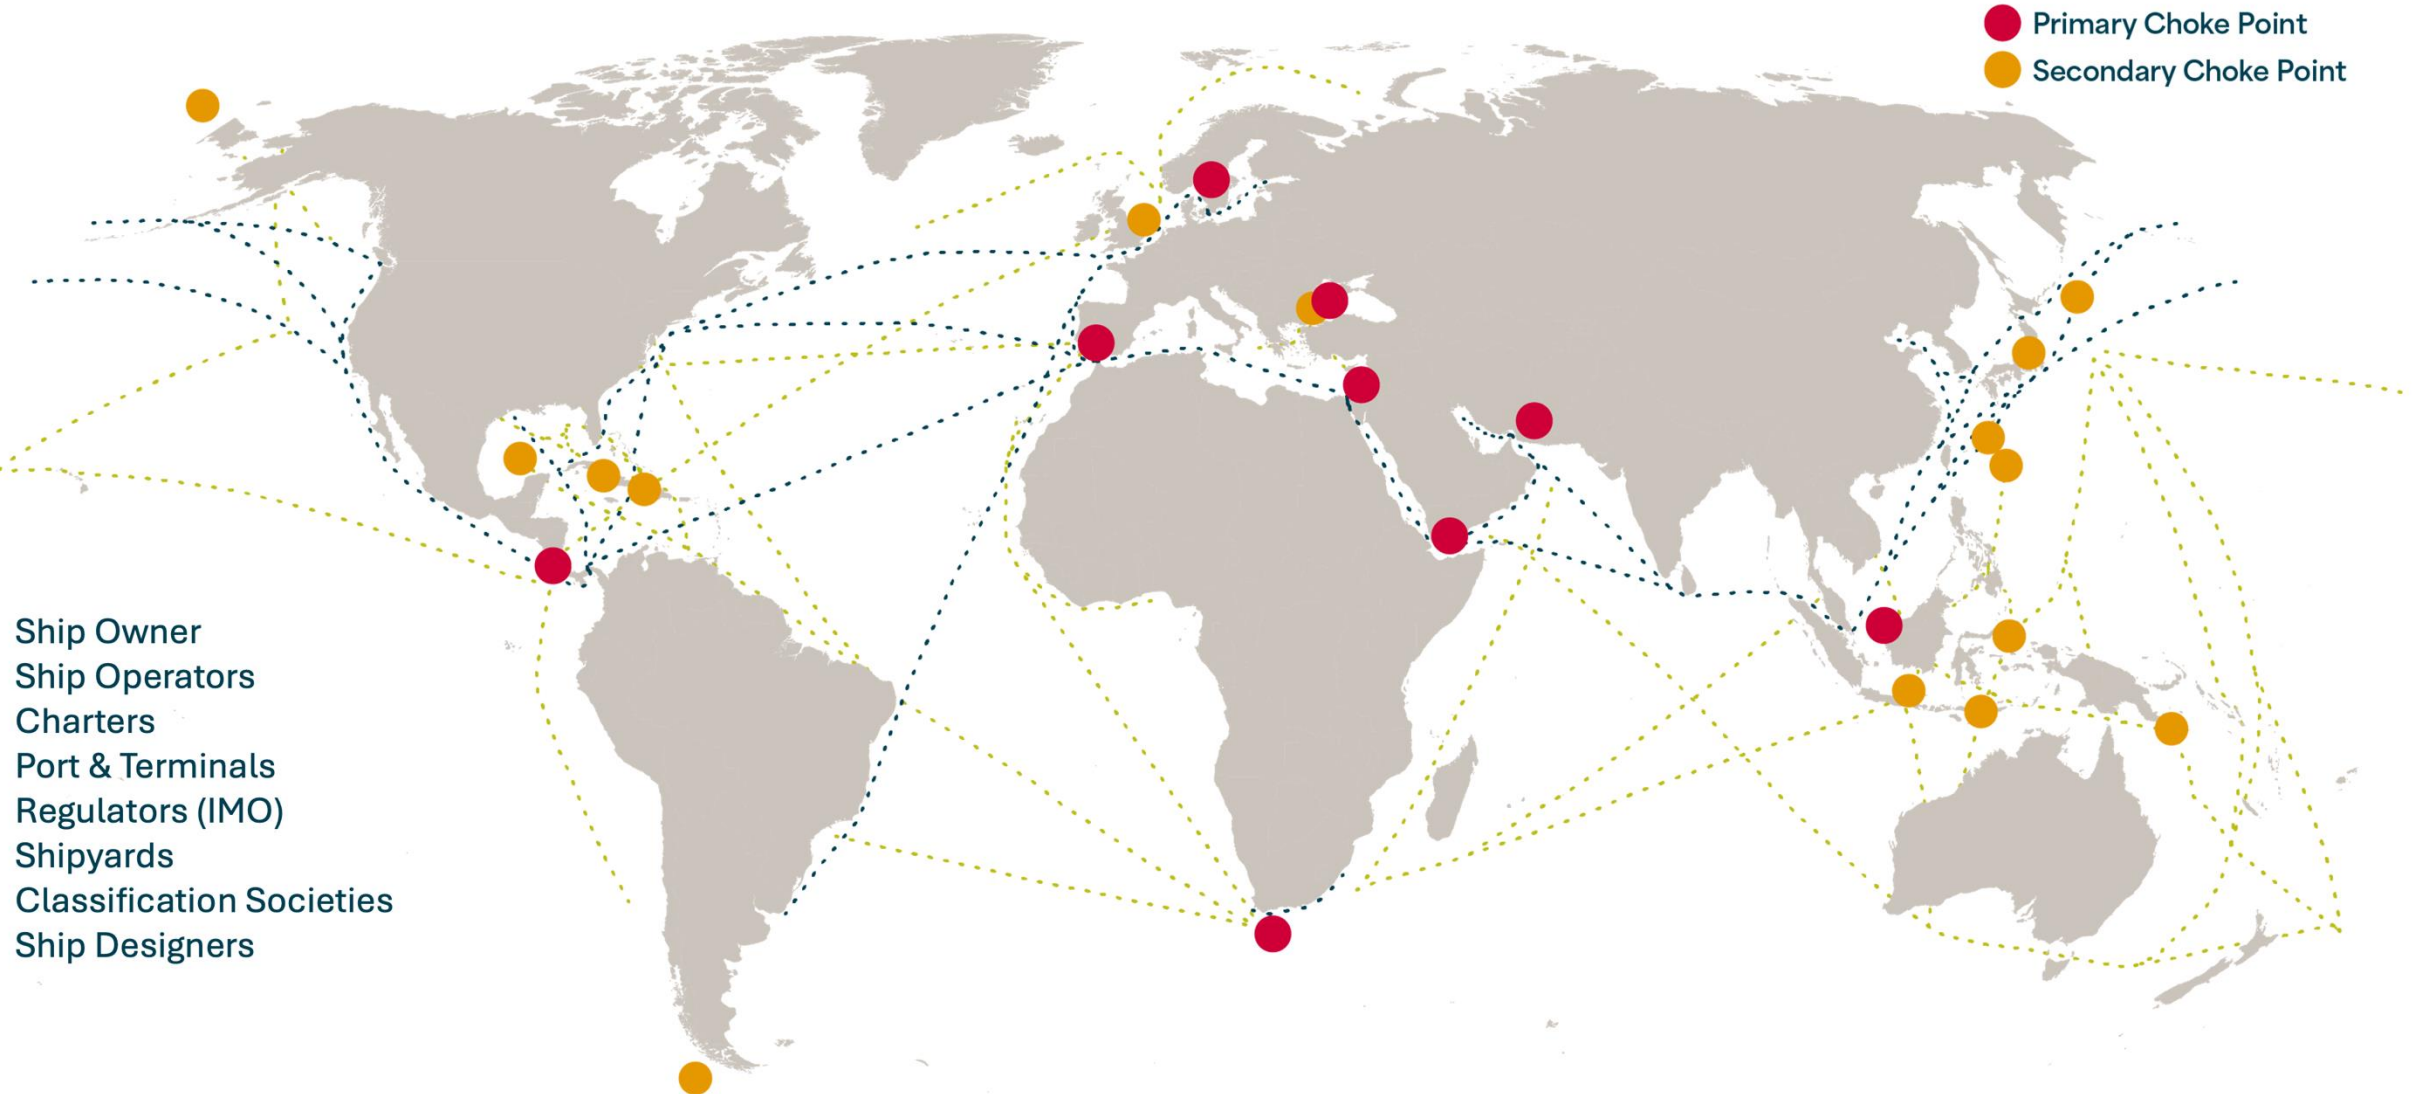 Primary Choke Point
Secondary Choke Point
Ship Owner
Ship Operators
Charters
Port & Terminals
Regulators (IMO)
Shipyards
Classification Societies
Ship Designers